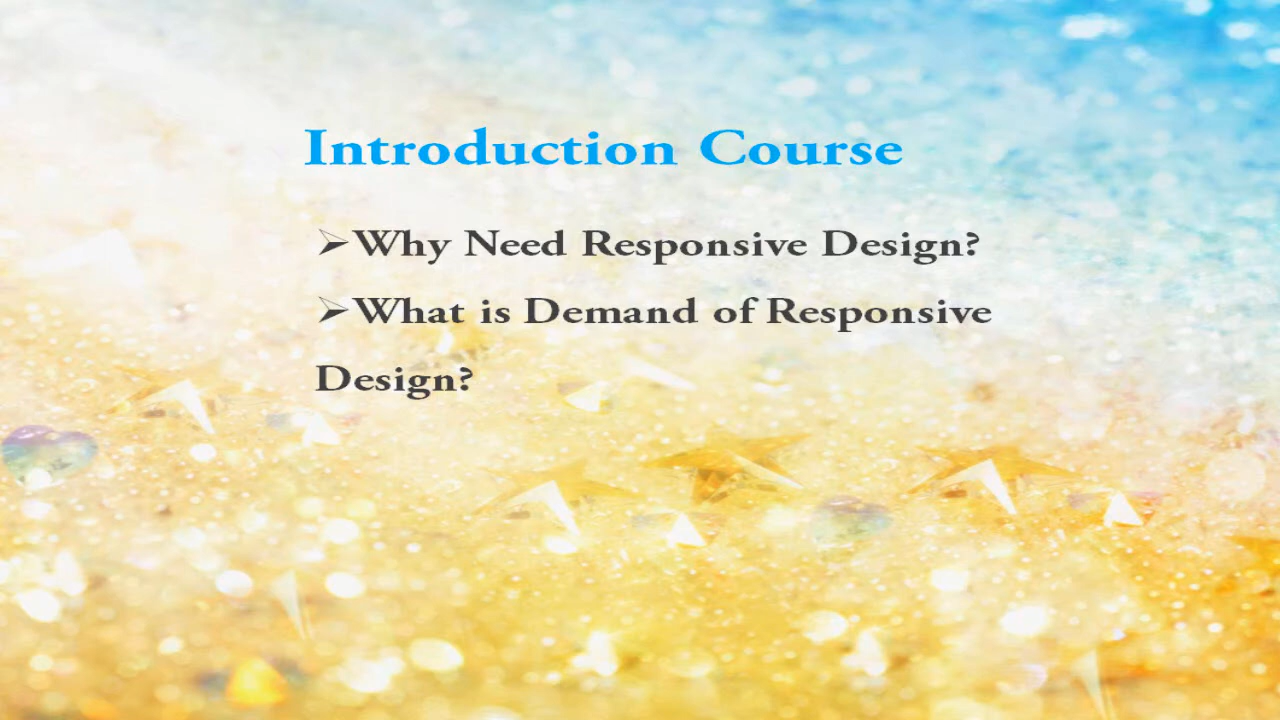 Introduction Course
➢Why Need Responsive Design?
➢What is Demand of Responsive
Design?